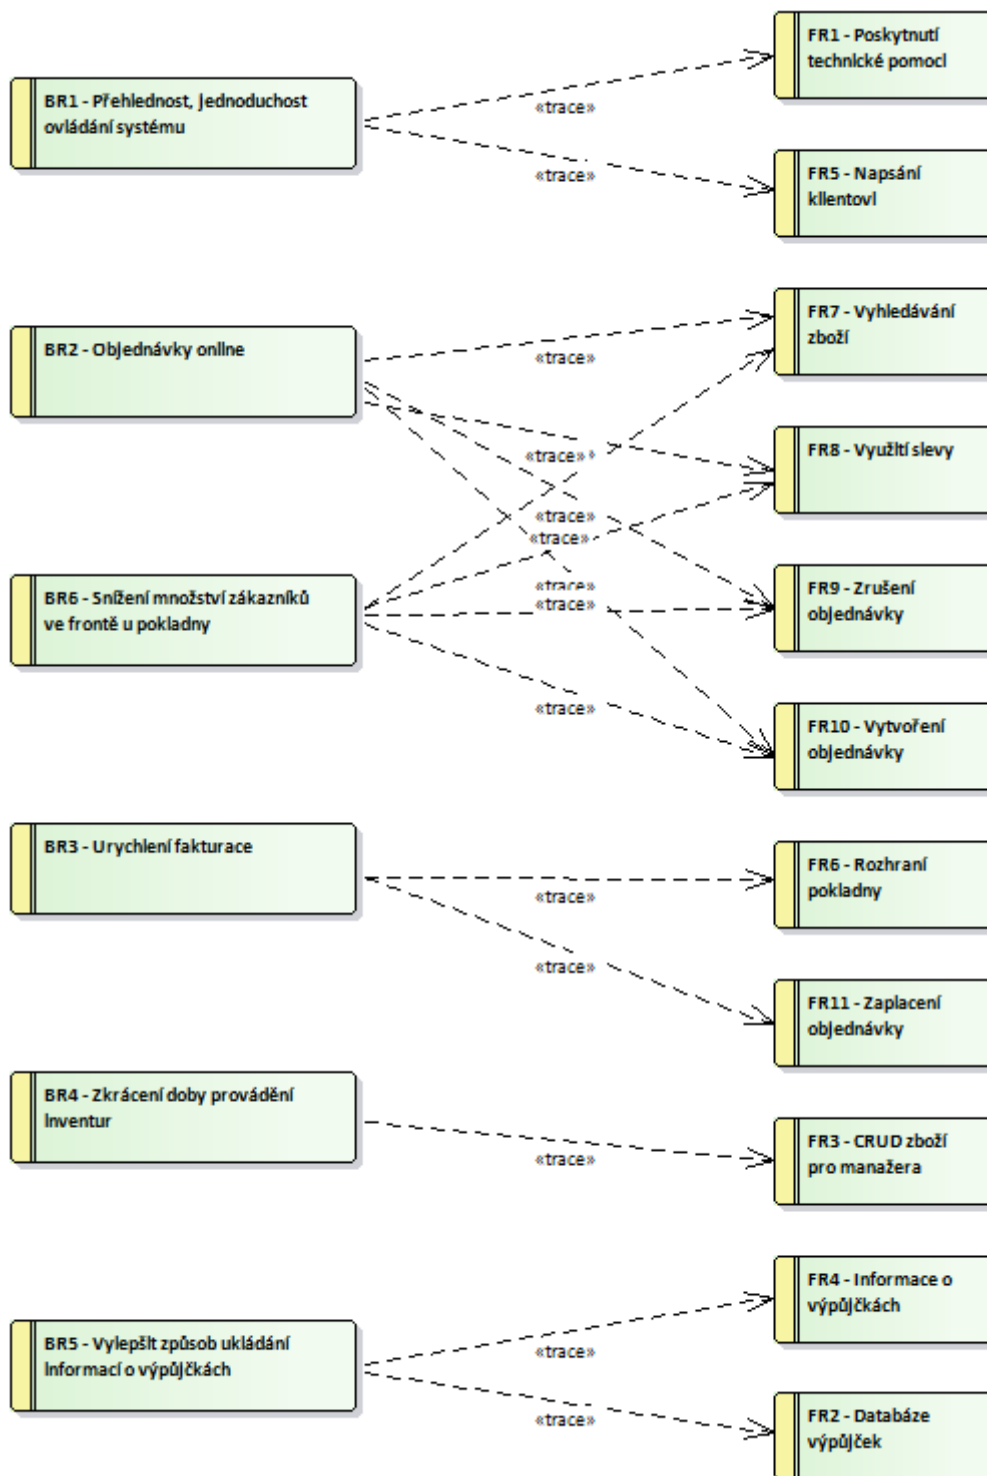 FR1 - Poskytnutí
technické pomoci
BR1 - Přehlednost, jednoduchost
ovládání systému
«trace»
FR5 - Napsání
klientovi
«trace»
FR7 - Vyhledávání
zboží
BR2 - Objednávky online
«trace»
FR8 - Využití slevy
«trace»
«trace»
«trace»
FR9 - Zrušení
objednávky
BR6 - Snížení množství zákazníků
ve frontě u pokladny
«trace»
«trace»
«trace»
FR10 - Vytvoření
objednávky
BR3 - Urychlení fakturace
FR6 - Rozhraní
pokladny
«trace»
«trace»
FR11 - Zaplacení
objednávky
BR4 - Zkrácení doby provádění
inventur
FR3 - CRUD zboží
pro manažera
«trace»
FR4 - Informace o
výpůjčkách
BR5 - Vylepšit způsob ukládání
informací o výpůjčkách
«trace»
FR2 - Databáze
výpůjček
«trace»